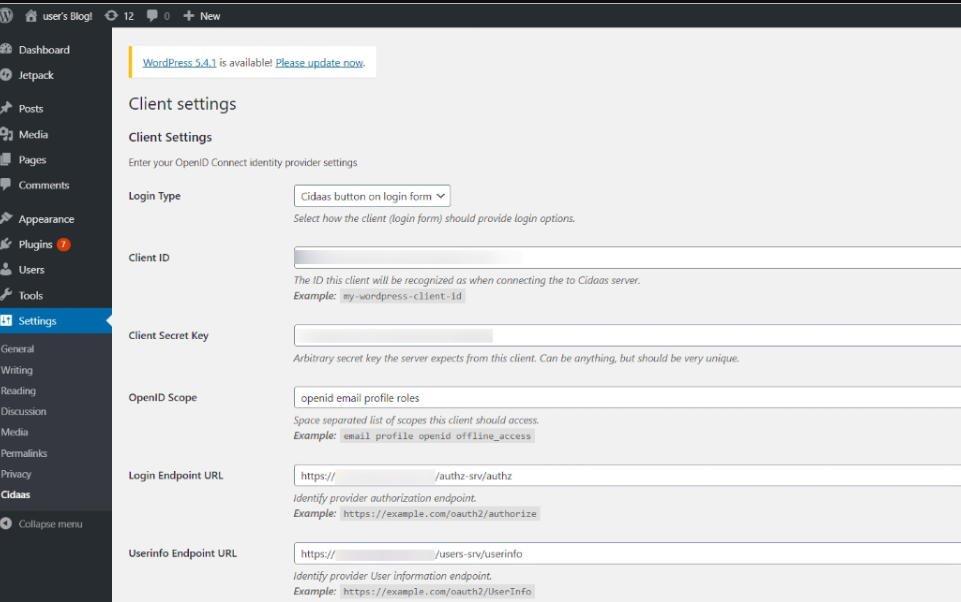 user's Blog! 12 0 + New
Dashboard
Jetpack
Posts
Media
Pages
Comments
Appearance
Plugins 7
Users
Tools
Settings
General
Writing
Reading
Discussion
Media
Permalinks
Privacy
Cidaas
Collapse menu
WordPress 5.4.1 is available! Please update now.
Client settings
Client Settings
Enter your OpenID Connect identity provider settings
Login Type
Cidaas button on login form
Select how the client (login form) should provide login options.
Client ID
The ID this client will be recognized as when connecting the to Cidaas server.
Example: my-wordpress-client-id
Client Secret Key
Arbitrary secret key the server expects from this client. Can be anything, but should be very unique.
OpenID Scope
openid email profile roles
Space separated list of scopes this client should access.
Example: email profile openid offline_access
Login Endpoint URL
https:// /authz-srv/authz
Identify provider authorization endpoint.
Example: https://example.com/oauth2/authorize
Userinfo Endpoint URL
https:// /users-srv/userinfo
Identify provider User information endpoint.
Example: https://example.com/oauth2/UserInfo